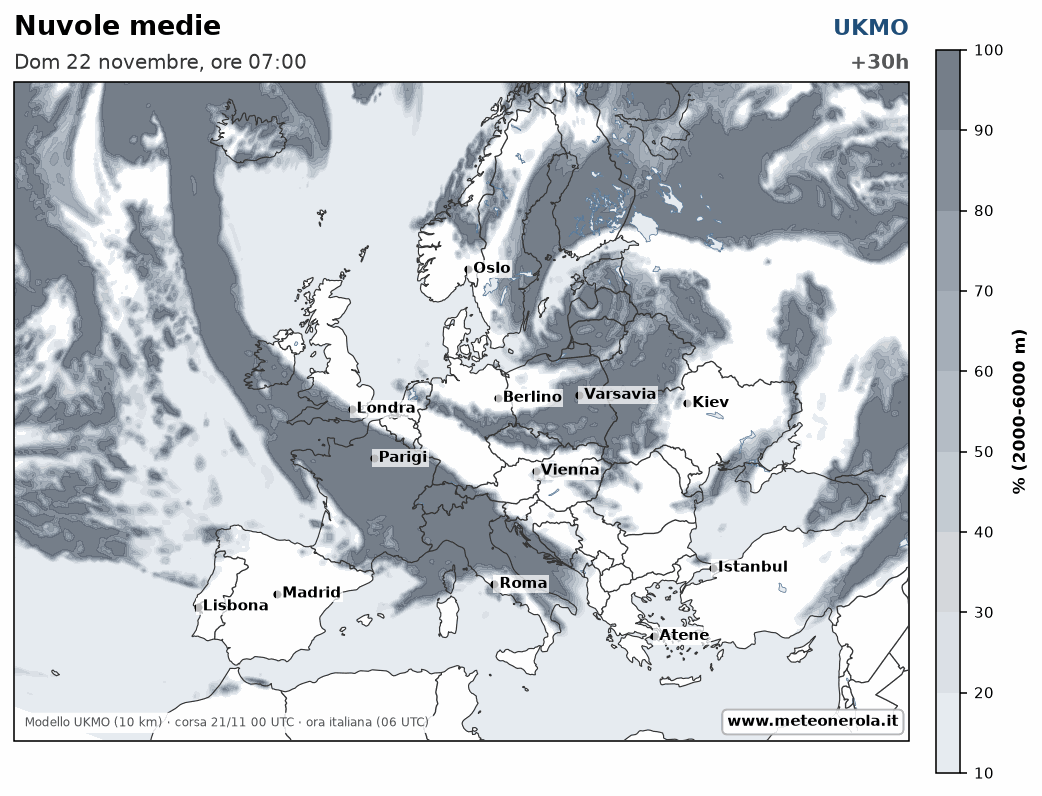 Nuvole medie
UKMO
Dom 22 novembre, ore 07:00
+30h
100
90
80
70
60
50
40
30
20
10
% (2000-6000 m)
Oslo
Londra
Berlino
Varsavia
Kiev
Parigi
Vienna
Istanbul
Roma
Madrid
Lisbona
Atene
Modello UKMO (10 km) · corsa 21/11 00 UTC · ora italiana (06 UTC)
www.meteonerola.it